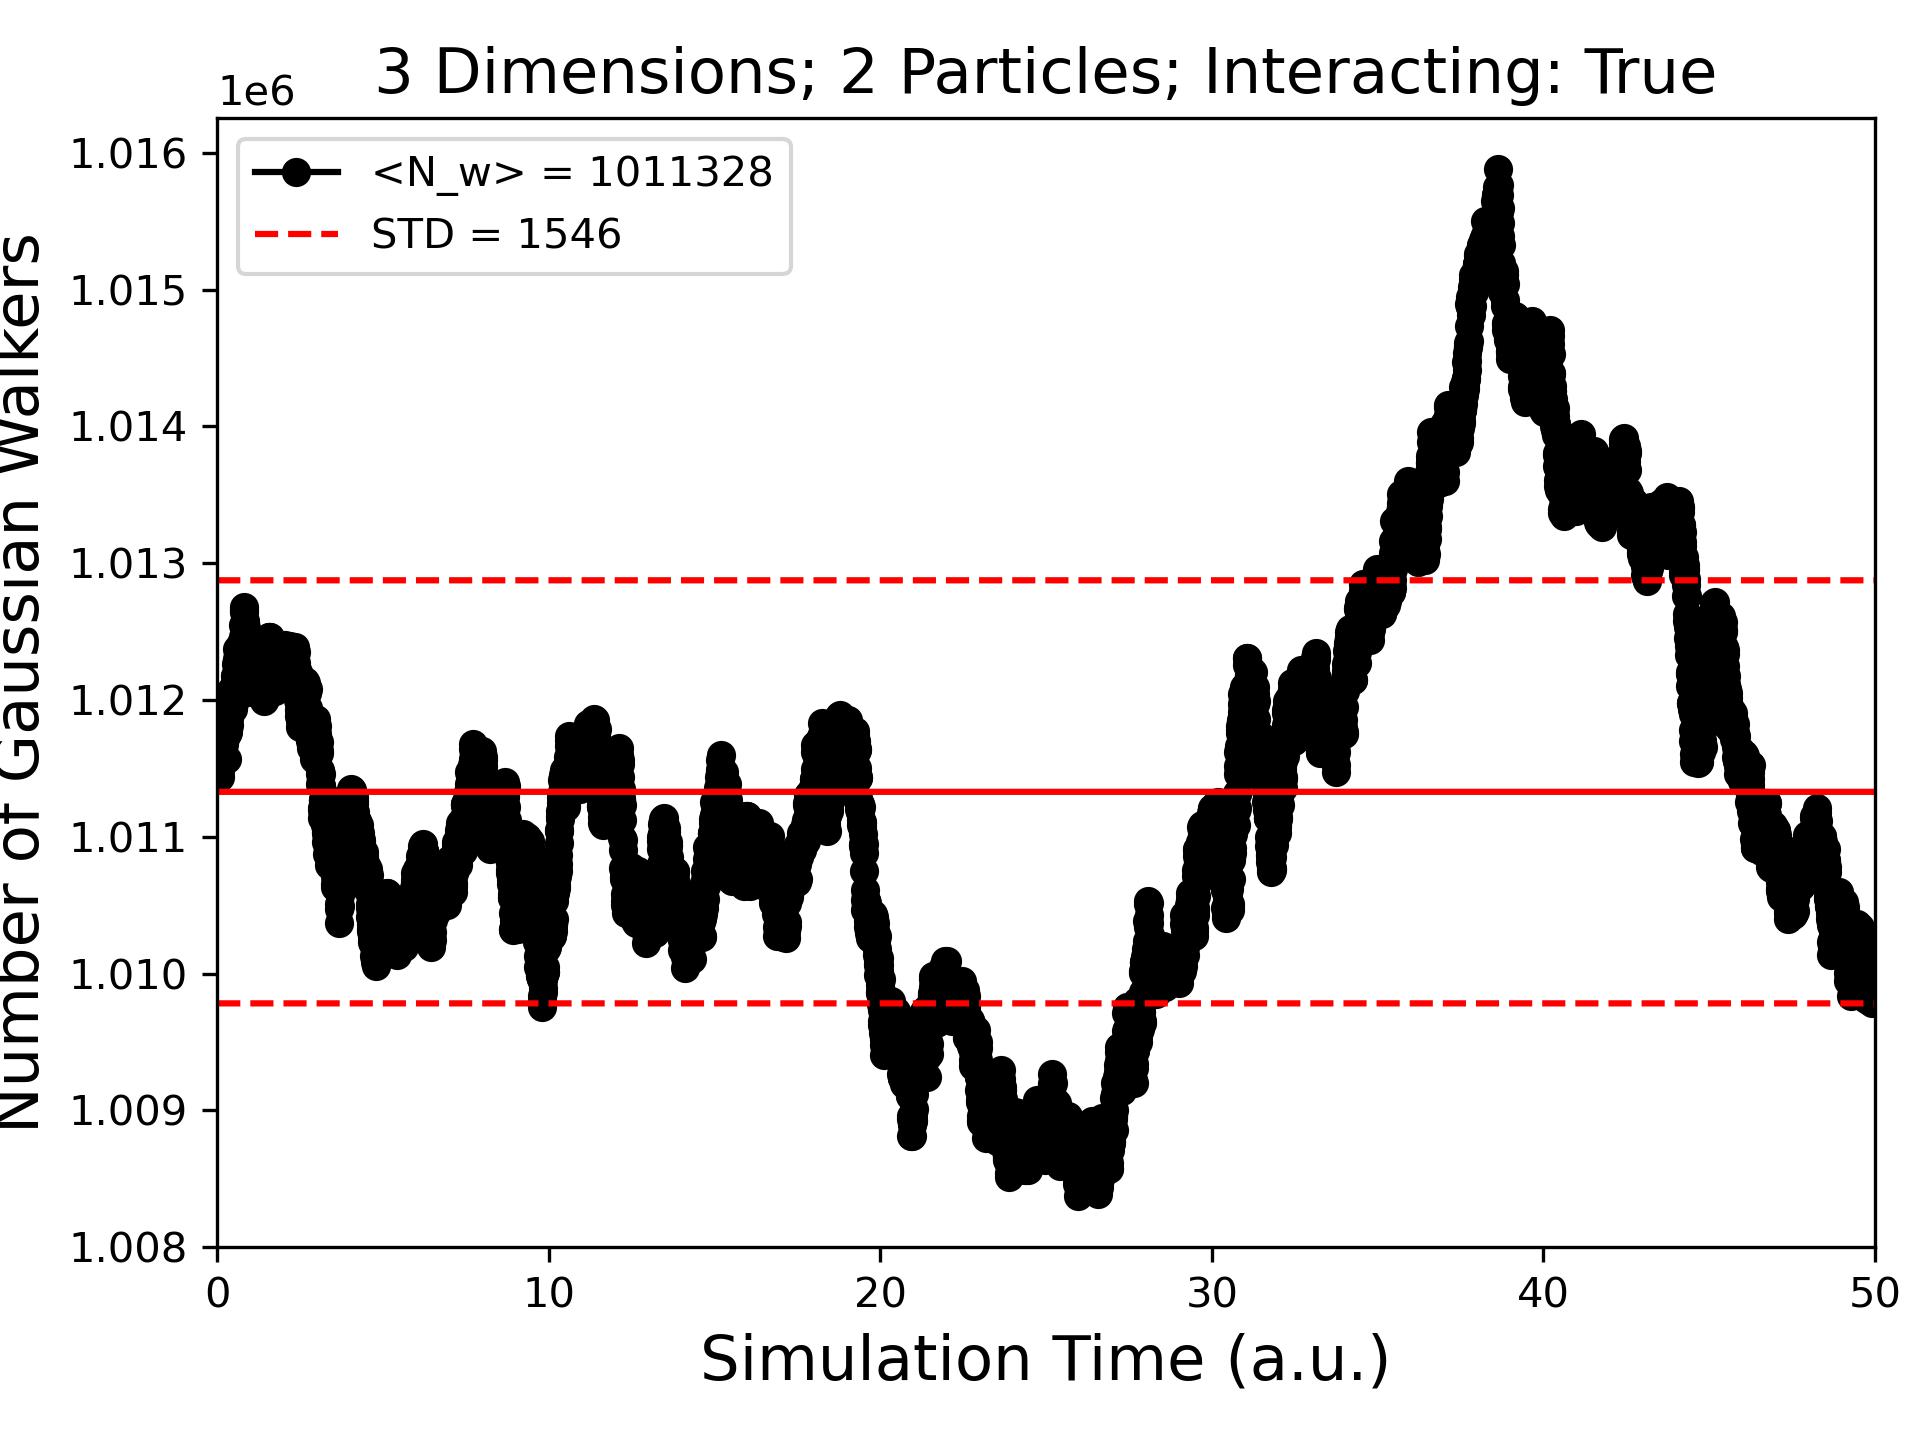 3 Dimensions; 2 Particles; Interacting: True
1e6
<N_w> = 1011328
STD = 1546
1.016
1.015
1.014
1.013
1.012
1.011
1.010
1.009
1.008
Number of Gaussian Walkers
0 10 20 30 40 50
Simulation Time (a.u.)